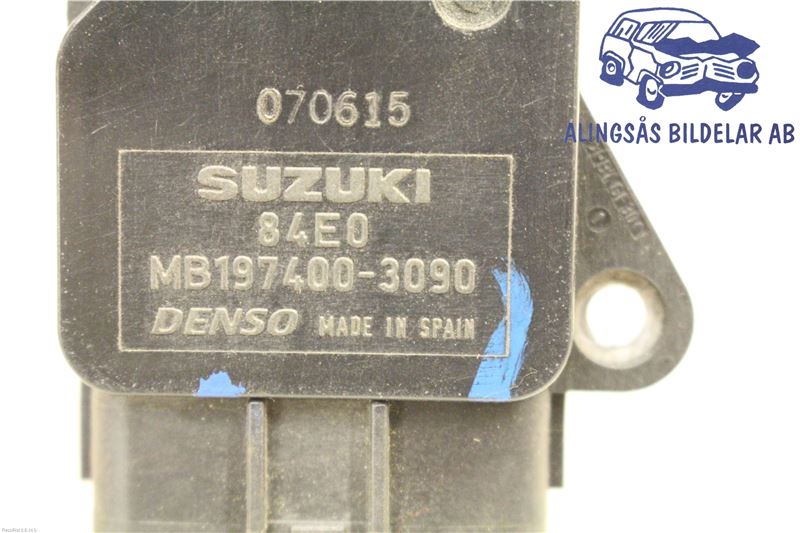 ALINGSÅS BILDELAR AB
070615
SUZUKI
84E0
MB197400-3090
DENSO MADE IN SPAIN